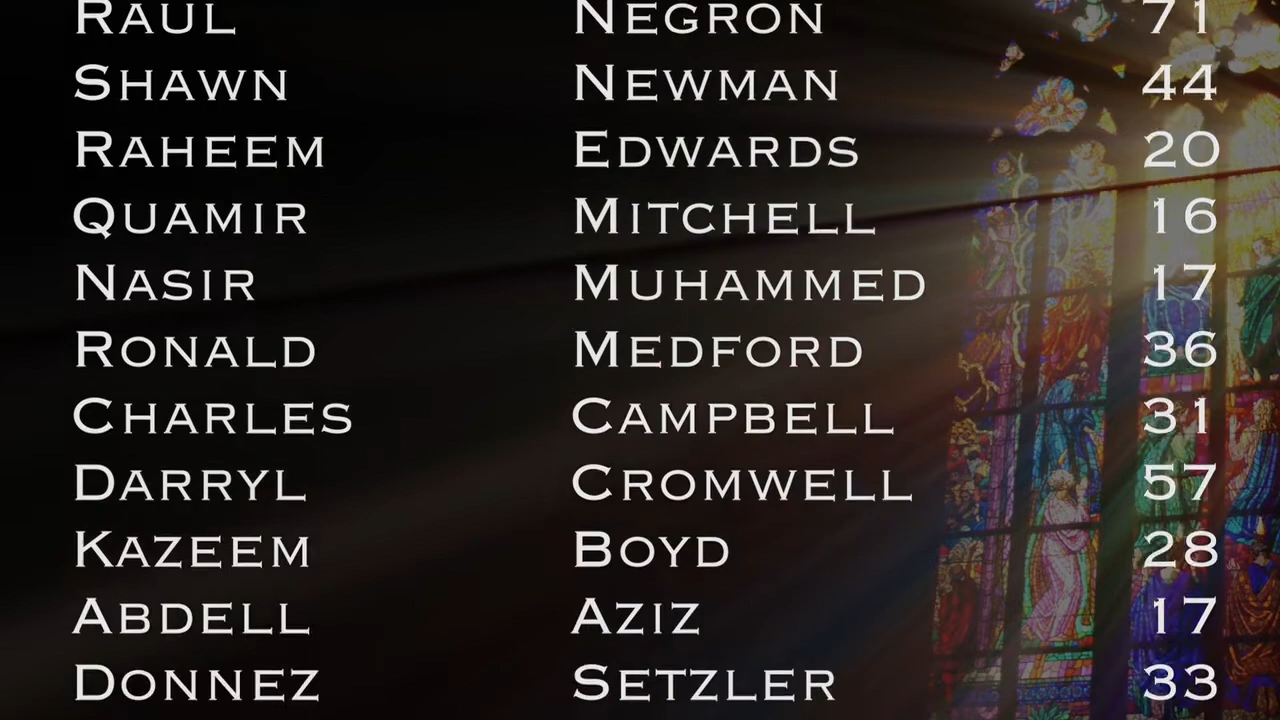 Raul Negron 71
Shawn Newman 44
Raheem Edwards 20
Quamir Mitchell 16
Nasir Muhammed 17
Ronald Medford 36
Charles Campbell 31
Darryl Cromwell 57
Kazeem Boyd 28
Abdell Aziz 17
Donnez Setzler 33